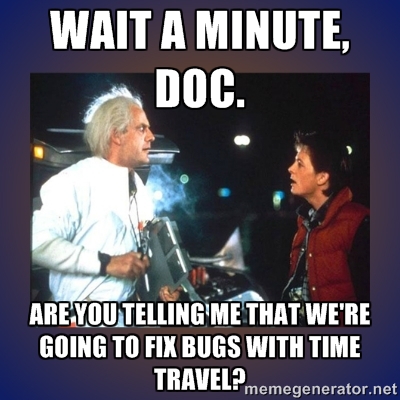 WAIT A MINUTE,
DOC.
ARE YOU TELLING ME THAT WE'RE
GOING TO FIX BUGS WITH TIME
TRAVEL?
memegenerator.net